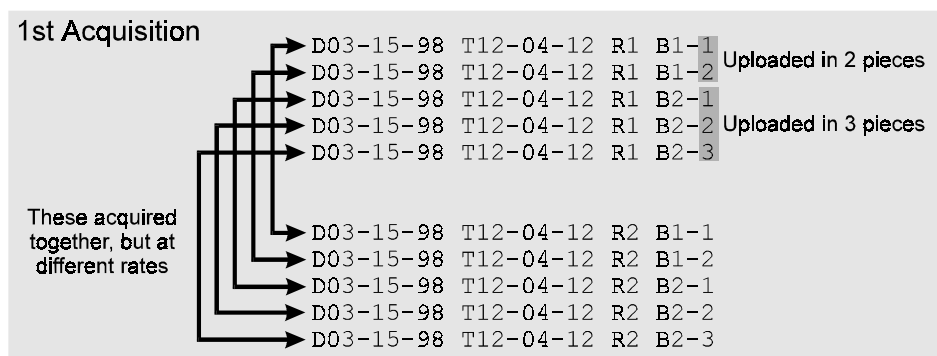 1st Acquisition
D03-15-98 T12-04-12 R1 B1-1
D03-15-98 T12-04-12 R1 B1-2
Uploaded in 2 pieces
D03-15-98 T12-04-12 R1 B2-1
D03-15-98 T12-04-12 R1 B2-2
D03-15-98 T12-04-12 R1 B2-3
Uploaded in 3 pieces
These acquired
together, but at
different rates
D03-15-98 T12-04-12 R2 B1-1
D03-15-98 T12-04-12 R2 B1-2
D03-15-98 T12-04-12 R2 B2-1
D03-15-98 T12-04-12 R2 B2-2
D03-15-98 T12-04-12 R2 B2-3